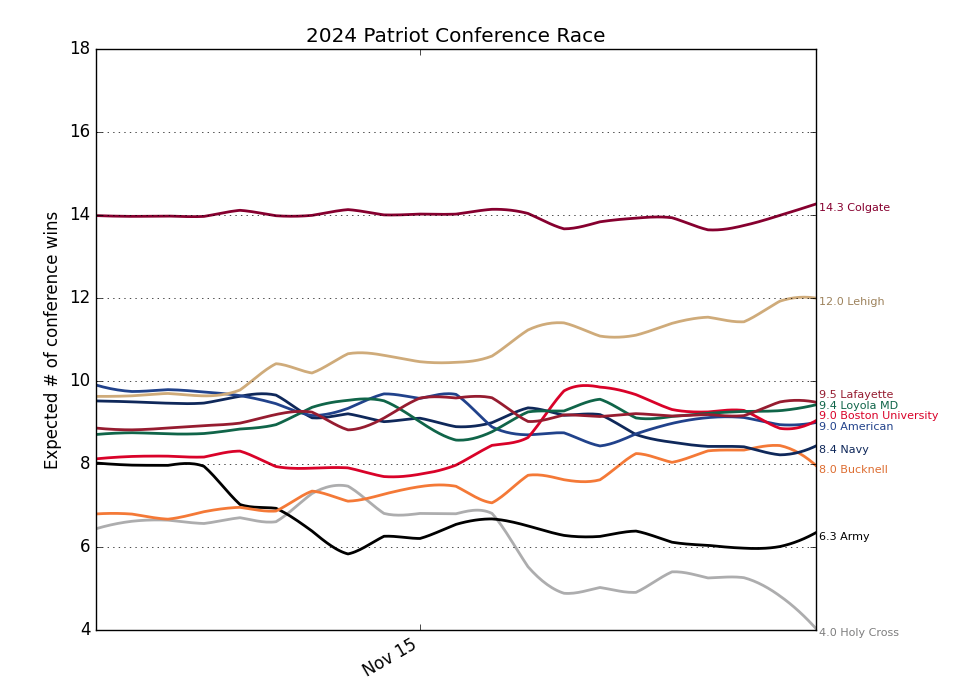 2024 Patriot Conference Race
Expected # of conference wins
18
16
14
12
10
8
6
4
Nov 15
14.3 Colgate
12.0 Lehigh
9.5 Lafayette
9.4 Loyola MD
9.0 Boston University
9.0 American
8.4 Navy
8.0 Bucknell
6.3 Army
4.0 Holy Cross